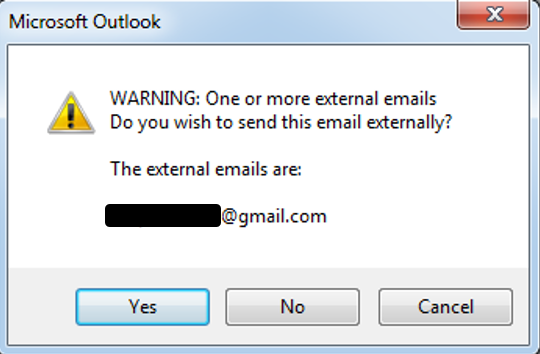 Microsoft Outlook
WARNING: One or more external emails
Do you wish to send this email externally?
The external emails are:
@gmail.com
Yes
No
Cancel